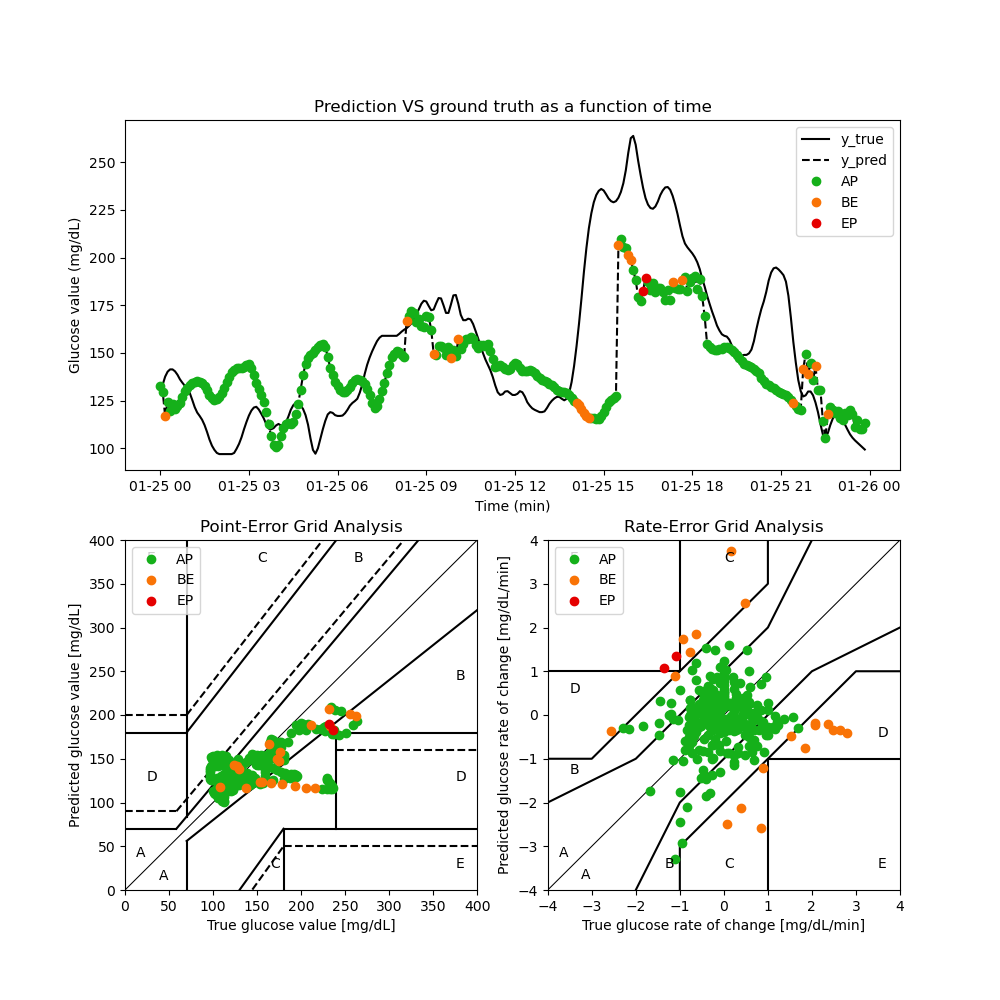 Prediction VS ground truth as a function of time
Glucose value (mg/dL)
250
225
200
175
150
125
100
y_true
y_pred
AP
BE
EP
01-25 00 01-25 03 01-25 06 01-25 09 01-25 12 01-25 15 01-25 18 01-25 21 01-26 00
Time (min)
Point-Error Grid Analysis
Predicted glucose value [mg/dL]
400
350
300
250
200
150
100
50
0
AP
BE
EP
C
B
B
D
D
A
A
C
E
0 50 100 150 200 250 300 350 400
True glucose value [mg/dL]
Rate-Error Grid Analysis
Predicted glucose rate of change [mg/dL/min]
4
3
2
1
0
−1
−2
−3
−4
AP
BE
EP
C
D
D
B
A
A
B
C
E
−4 −3 −2 −1 0 1 2 3 4
True glucose rate of change [mg/dL/min]